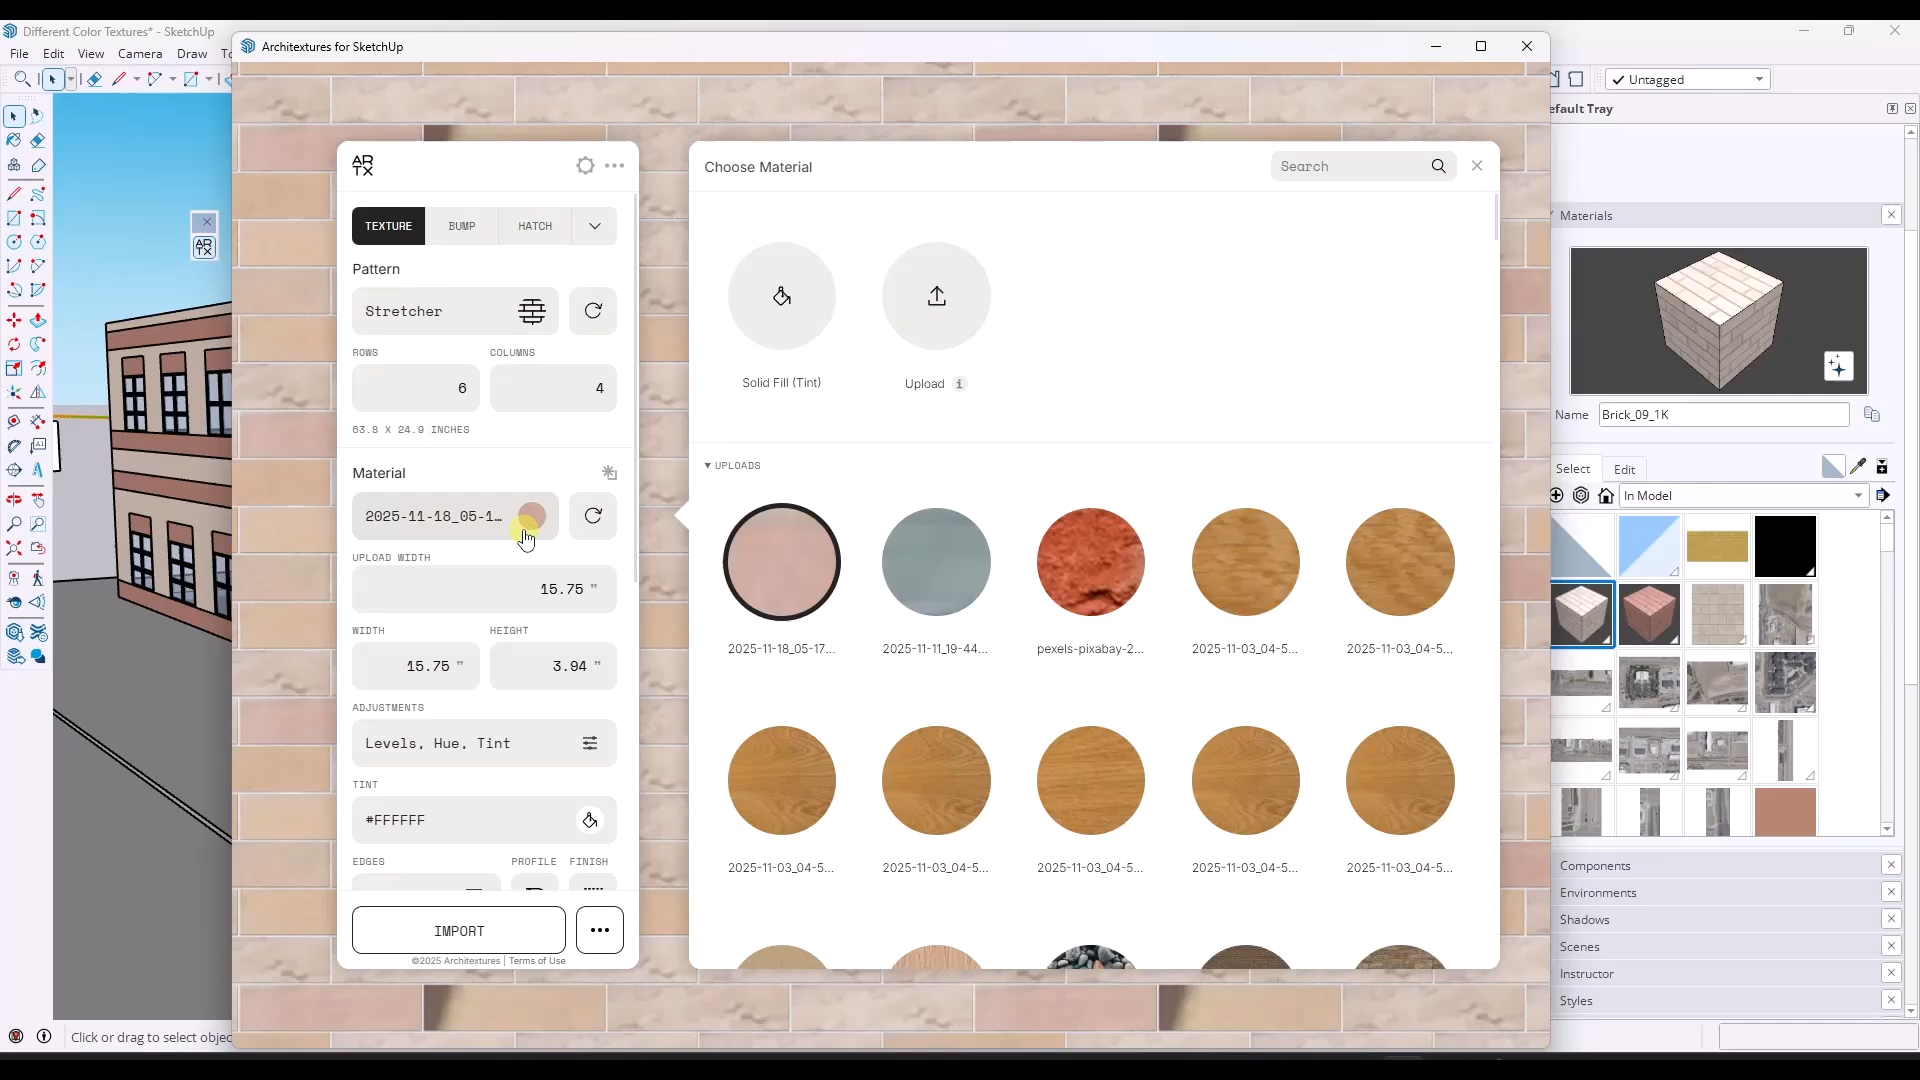 Different Color Textures* - SketchUp
File Edit View Camera Draw
Architextures for SketchUp
Untagged
efault Tray
AR
TX
TEXTURE BUMP HATCH
Pattern
Stretcher
ROWS COLUMNS
6 4
63.8 X 24.9 INCHES
Material
2025-11-18_05-1...
UPLOAD WIDTH
15.75 "
WIDTH HEIGHT
15.75 " 3.94 "
ADJUSTMENTS
Levels, Hue, Tint
TINT
#FFFFFF
EDGES PROFILE FINISH
IMPORT
©2025 Architextures | Terms of Use
Choose Material
Search
Solid Fill (Tint)
Upload i
▼ UPLOADS
2025-11-18_05-17...
2025-11-11_19-44...
pexels-pixabay-2...
2025-11-03_04-5...
2025-11-03_04-5...
2025-11-03_04-5...
2025-11-03_04-5...
2025-11-03_04-5...
2025-11-03_04-5...
2025-11-03_04-5...
Materials
Name Brick_09_1K
Select Edit
In Model
Components
Environments
Shadows
Scenes
Instructor
Styles
AR
TX
Click or drag to select objec